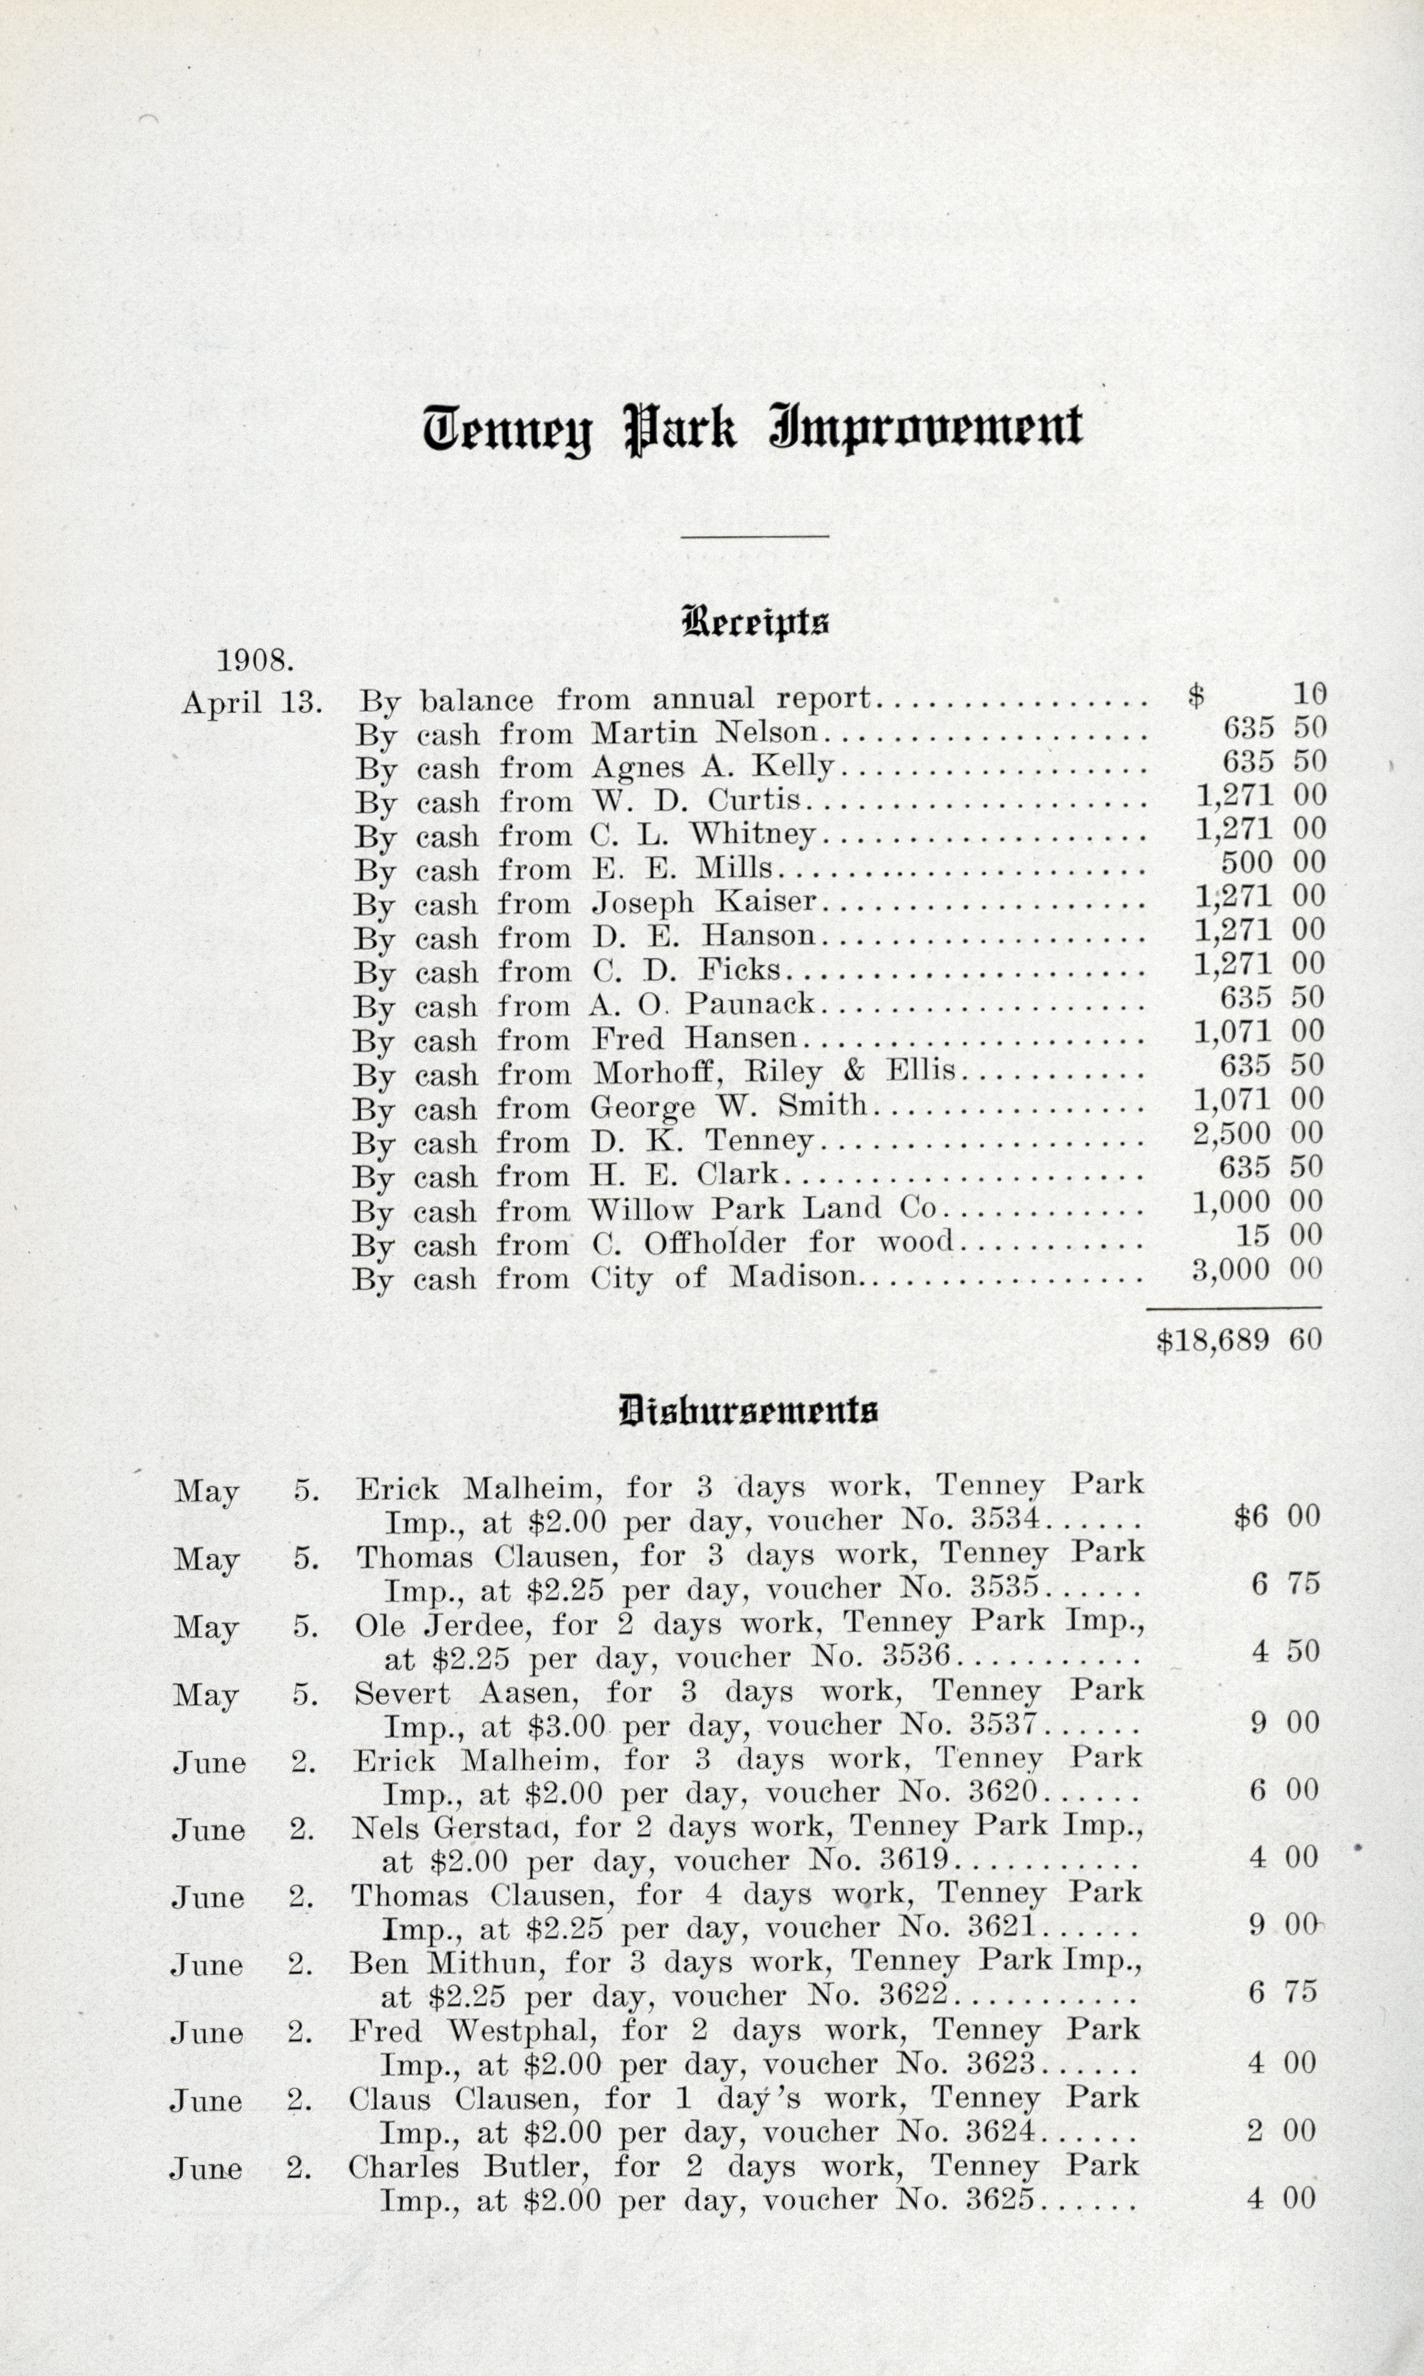 Tenney Park Improvement
Receipts
1908.
April 13. By balance from annual report................ $ 10
By cash from Martin Nelson................... 635 50
By cash from Agnes A. Kelly.................. 635 50
By cash from W. D. Curtis.................... 1,271 00
By cash from C. L. Whitney................... 1,271 00
By cash from E. E. Mills...................... 500 00
By cash from Joseph Kaiser................... 1,271 00
By cash from D. E. Hanson................... 1,271 00
By cash from C. D. Ficks..................... 1,271 00
By cash from A. O. Paunack................... 635 50
By cash from Fred Hansen.................... 1,071 00
By cash from Morhoff, Riley & Ellis........... 635 50
By cash from George W. Smith................ 1,071 00
By cash from D. K. Tenney................... 2,500 00
By cash from H. E. Clark..................... 635 50
By cash from Willow Park Land Co............ 1,000 00
By cash from C. Offholder for wood........... 15 00
By cash from City of Madison................. 3,000 00
$18,689 60
Disbursements
May 5. Erick Malheim, for 3 days work, Tenney Park
Imp., at $2.00 per day, voucher No. 3534...... $6 00
May 5. Thomas Clausen, for 3 days work, Tenney Park
Imp., at $2.25 per day, voucher No. 3535...... 6 75
May 5. Ole Jerdee, for 2 days work, Tenney Park Imp.,
at $2.25 per day, voucher No. 3536........... 4 50
May 5. Severt Aasen, for 3 days work, Tenney Park
Imp., at $3.00 per day, voucher No. 3537...... 9 00
June 2. Erick Malheim, for 3 days work, Tenney Park
Imp., at $2.00 per day, voucher No. 3620...... 6 00
June 2. Nels Gerstad, for 2 days work, Tenney Park Imp.,
at $2.00 per day, voucher No. 3619........... 4 00
June 2. Thomas Clausen, for 4 days work, Tenney Park
Imp., at $2.25 per day, voucher No. 3621...... 9 00
June 2. Ben Mithun, for 3 days work, Tenney Park Imp.,
at $2.25 per day, voucher No. 3622........... 6 75
June 2. Fred Westphal, for 2 days work, Tenney Park
Imp., at $2.00 per day, voucher No. 3623...... 4 00
June 2. Claus Clausen, for 1 day's work, Tenney Park
Imp., at $2.00 per day, voucher No. 3624...... 2 00
June 2. Charles Butler, for 2 days work, Tenney Park
Imp., at $2.00 per day, voucher No. 3625...... 4 00